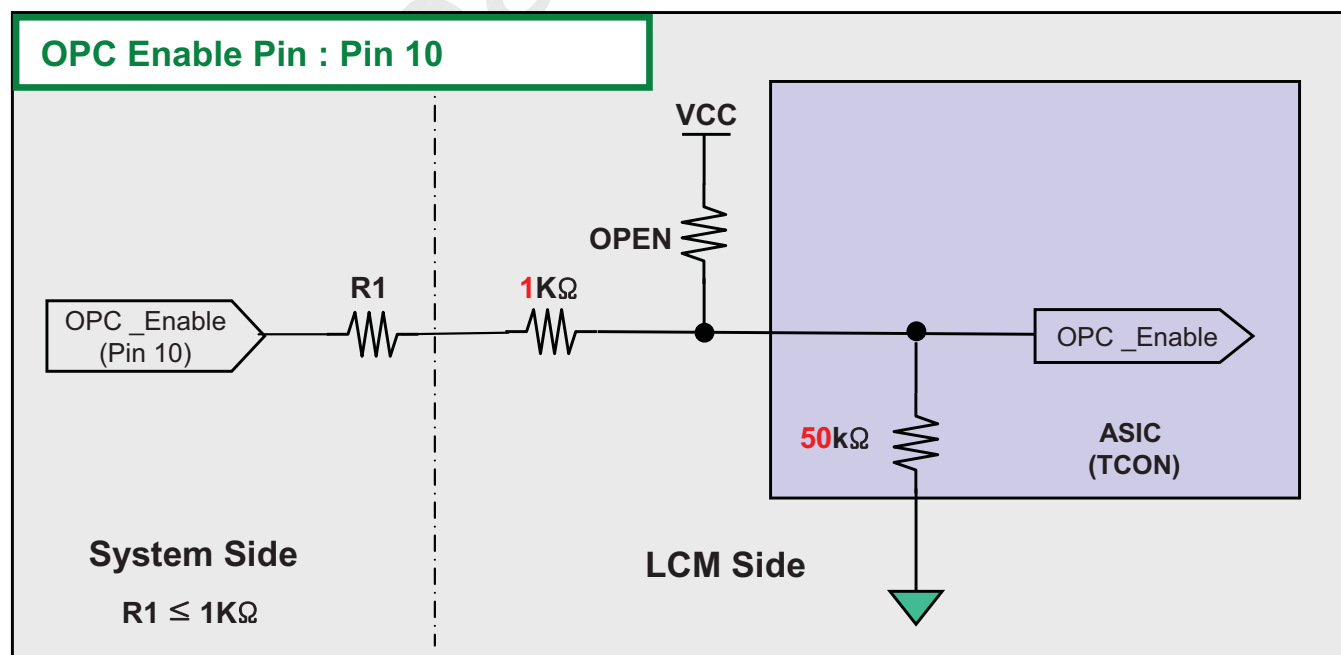 OPC Enable Pin : Pin 10
VCC
OPEN
R1
1KΩ
OPC _Enable
(Pin 10)
OPC _Enable
50kΩ
ASIC
(TCON)
System Side
LCM Side
R1 ≦ 1KΩ